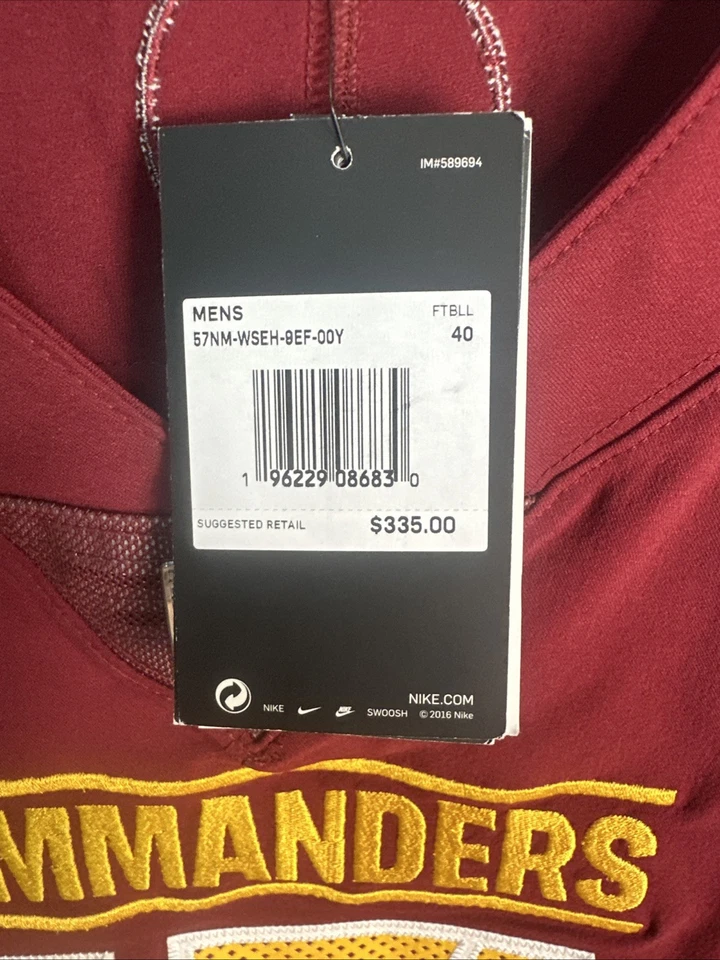 IM#589694
MENS FTBLL
57NM-WSEH-9EF-00Y 40
1 96229 08683 0
SUGGESTED RETAIL $335.00
NIKE.COM
NIKE SWOOSH © 2016 Nike
MMANDERS